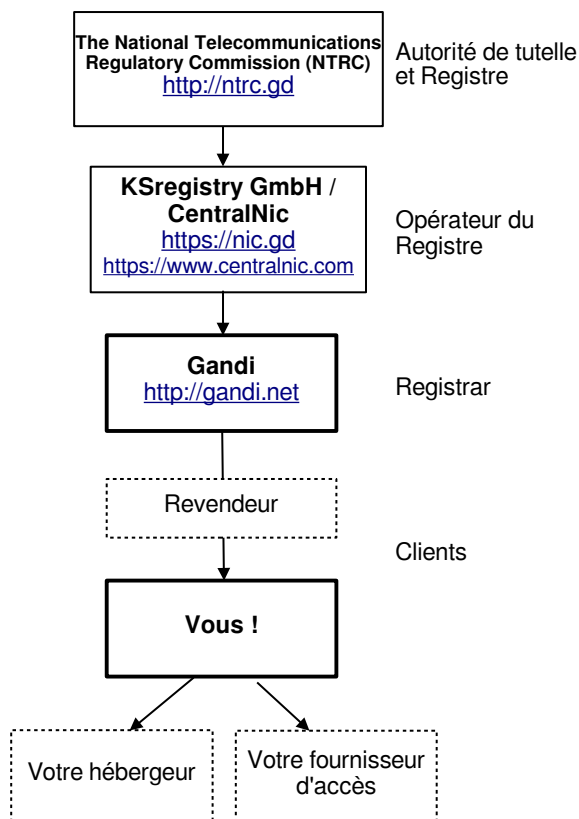 The National Telecommunications
Regulatory Commission (NTRC)
http://ntrc.gd
Autorité de tutelle
et Registre
KSregistry GmbH /
CentralNic
https://nic.gd
https://www.centralnic.com
Opérateur du
Registre
Gandi
http://gandi.net
Registrar
Revendeur
Clients
Vous !
Votre hébergeur
Votre fournisseur
d'accès